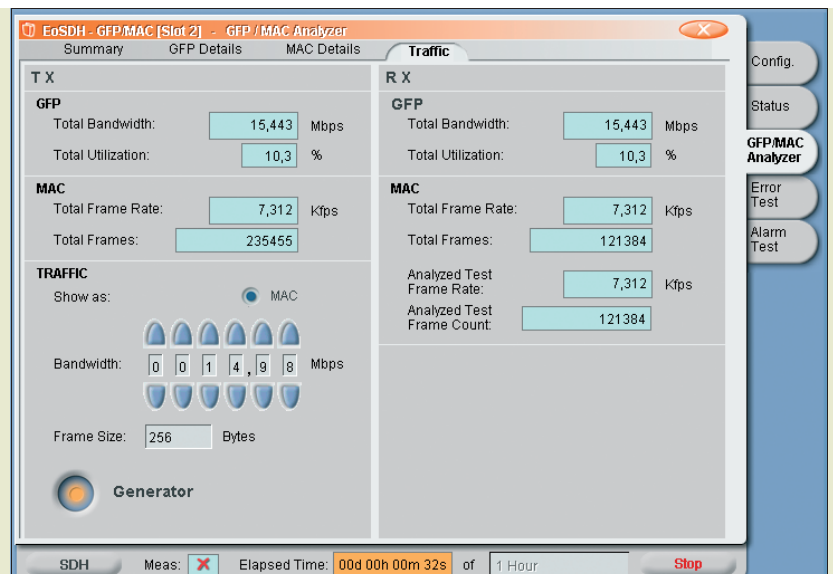 EoSDH - GFP/MAC [Slot 2] - GFP / MAC Analyzer
Summary GFP Details MAC Details Traffic
TX
GFP
Total Bandwidth: 15,443 Mbps
Total Utilization: 10,3 %
MAC
Total Frame Rate: 7,312 Kfps
Total Frames: 235455
TRAFFIC
Show as: MAC
Bandwidth: 0 0 1 4 , 9 8 Mbps
Frame Size: 256 Bytes
Generator
RX
GFP
Total Bandwidth: 15,443 Mbps
Total Utilization: 10,3 %
MAC
Total Frame Rate: 7,312 Kfps
Total Frames: 121384
Analyzed Test
Frame Rate: 7,312 Kfps
Analyzed Test
Frame Count: 121384
Config.
Status
GFP/MAC
Analyzer
Error
Test
Alarm
Test
SDH Meas: Elapsed Time: 00d 00h 00m 32s of 1 Hour Stop